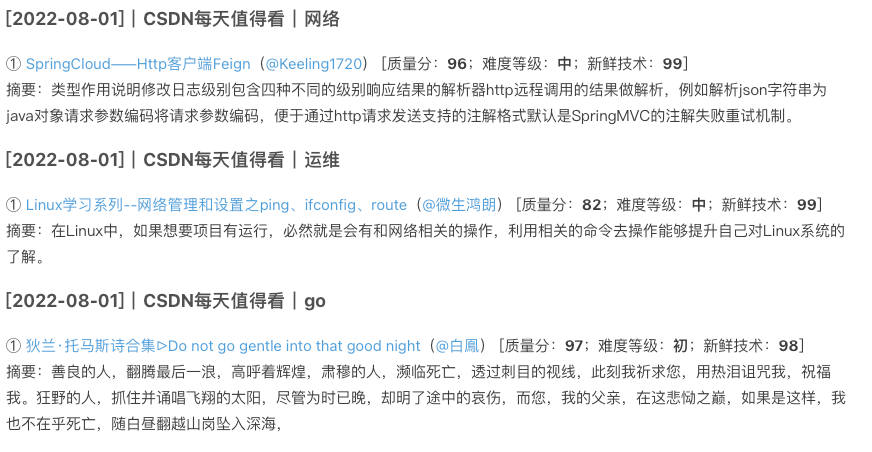 [2022-08-01] | CSDN每天值得看 | 网络
① SpringCloud——Http客户端Feign（@Keeling1720） [质量分：96；难度等级：中；新鲜技术：99]
摘要：类型作用说明修改日志级别包含四种不同的级别响应结果的解析器http远程调用的结果做解析，例如解析json字符串为
java对象请求参数编码将请求参数编码，便于通过http请求发送支持的注解格式默认是SpringMVC的注解失败重试机制。
[2022-08-01] | CSDN每天值得看 | 运维
① Linux学习系列--网络管理和设置之ping、ifconfig、route（@微生鸿朗） [质量分：82；难度等级：中；新鲜技术：99]
摘要：在Linux中，如果想要项目有运行，必然就是会有和网络相关的操作，利用相关的命令去操作能够提升自己对Linux系统的
了解。
[2022-08-01] | CSDN每天值得看 | go
① 狄兰·托马斯诗合集▷Do not go gentle into that good night（@白鳯） [质量分：97；难度等级：初；新鲜技术：98]
摘要：善良的人，翻腾最后一浪，高呼着辉煌，肃穆的人，濒临死亡，透过刺目的视线，此刻我祈求您，用热泪诅咒我，祝福
我。狂野的人，抓住并诵唱飞翔的太阳，尽管为时已晚，却明了途中的哀伤，而您，我的父亲，在这悲恸之巅，如果是这样，我
也不在乎死亡，随白昼翻越山岗坠入深海，